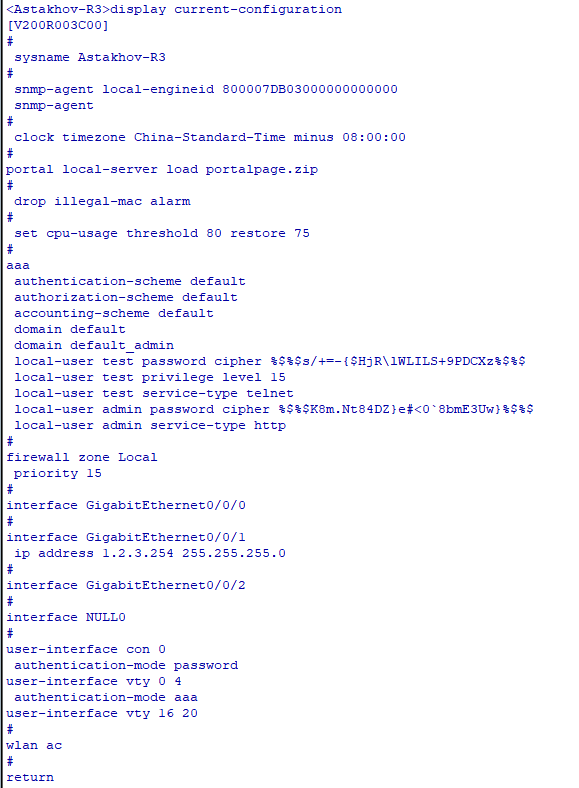 <Astakhov-R3>display current-configuration
[V200R003C00]
#
sysname Astakhov-R3
#
snmp-agent local-engineid 800007DB03000000000000
snmp-agent
#
clock timezone China-Standard-Time minus 08:00:00
#
portal local-server load portalpage.zip
#
drop illegal-mac alarm
#
set cpu-usage threshold 80 restore 75
#
aaa
authentication-scheme default
authorization-scheme default
accounting-scheme default
domain default
domain default_admin
local-user test password cipher %$%$s/+=-{$HjR\lWLILS+9PDCXz%$%$
local-user test privilege level 15
local-user test service-type telnet
local-user admin password cipher %$%$K8m.Nt84DZ}e#<0`8bmE3Uw}%$%$
local-user admin service-type http
#
firewall zone Local
priority 15
#
interface GigabitEthernet0/0/0
#
interface GigabitEthernet0/0/1
ip address 1.2.3.254 255.255.255.0
#
interface GigabitEthernet0/0/2
#
interface NULL0
#
user-interface con 0
authentication-mode password
user-interface vty 0 4
authentication-mode aaa
user-interface vty 16 20
#
wlan ac
#
return